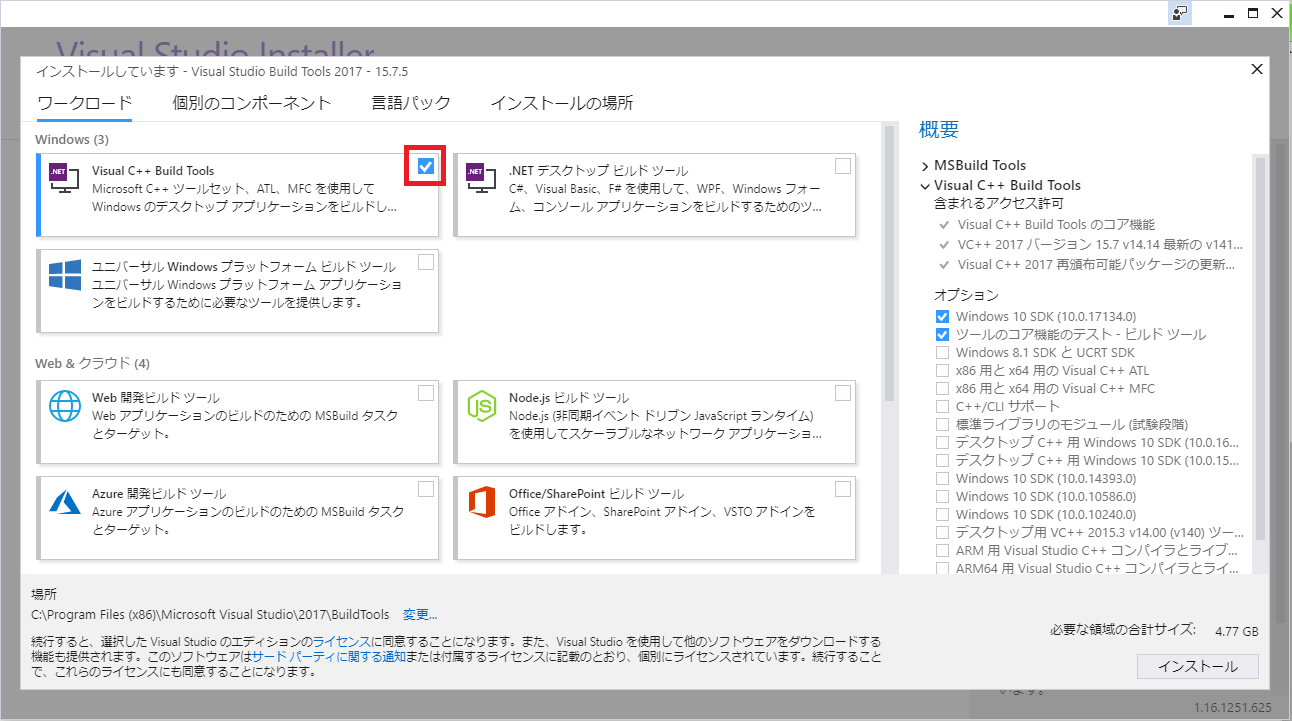 Visual Studio Installer
インストールしています - Visual Studio Build Tools 2017 - 15.7.5
ワークロード 個別のコンポーネント 言語パック インストールの場所
Windows (3)
.NET
Visual C++ Build Tools
Microsoft C++ ツールセット、ATL、MFC を使用して
Windows のデスクトップ アプリケーションをビルドし...
.NET
.NET デスクトップ ビルド ツール
C#、Visual Basic、F# を使用して、WPF、Windows フォー
ム、コンソール アプリケーションをビルドするためのツ...
ユニバーサル Windows プラットフォーム ビルド ツール
ユニバーサル Windows プラットフォーム アプリケーショ
ンをビルドするために必要なツールを提供します。
Web & クラウド (4)
Web 開発ビルド ツール
Web アプリケーションのビルドのための MSBuild タスク
とターゲット。
JS
Node.js ビルド ツール
Node.js (非同期イベント ドリブン JavaScript ランタイム)
を使用してスケーラブルなネットワーク アプリケーショ...
Azure 開発ビルド ツール
Azure アプリケーションのビルドのための MSBuild タスク
とターゲット。
Office/SharePoint ビルド ツール
Office アドイン、SharePoint アドイン、VSTO アドインを
ビルドします。
概要
MSBuild Tools
Visual C++ Build Tools
含まれるアクセス許可
Visual C++ Build Tools のコア機能
VC++ 2017 バージョン 15.7 v14.14 最新の v141...
Visual C++ 2017 再頒布可能パッケージの更新...
オプション
Windows 10 SDK (10.0.17134.0)
ツールのコア機能のテスト - ビルド ツール
Windows 8.1 SDK と UCRT SDK
x86 用と x64 用の Visual C++ ATL
x86 用と x64 用の Visual C++ MFC
C++/CLI サポート
標準ライブラリのモジュール (試験段階)
デスクトップ C++ 用 Windows 10 SDK (10.0.16...
デスクトップ C++ 用 Windows 10 SDK (10.0.15...
Windows 10 SDK (10.0.14393.0)
Windows 10 SDK (10.0.10586.0)
Windows 10 SDK (10.0.10240.0)
デスクトップ用 VC++ 2015.3 v14.00 (v140) ツー...
ARM 用 Visual Studio C++ コンパイラとライブ...
ARM64 用 Visual Studio C++ コンパイラとライ...
場所
C:\Program Files (x86)\Microsoft Visual Studio\2017\BuildTools 変更...
続行すると、選択した Visual Studio のエディションのライセンスに同意することになります。また、Visual Studio を使用して他のソフトウェアをダウンロードする
機能も提供されます。このソフトウェアはサード パーティに関する通知または付属するライセンスに記載のとおり、個別にライセンスされています。続行すること
で、これらのライセンスにも同意することになります。
必要な領域の合計サイズ: 4.77 GB
インストール
います。
1.16.1251.625